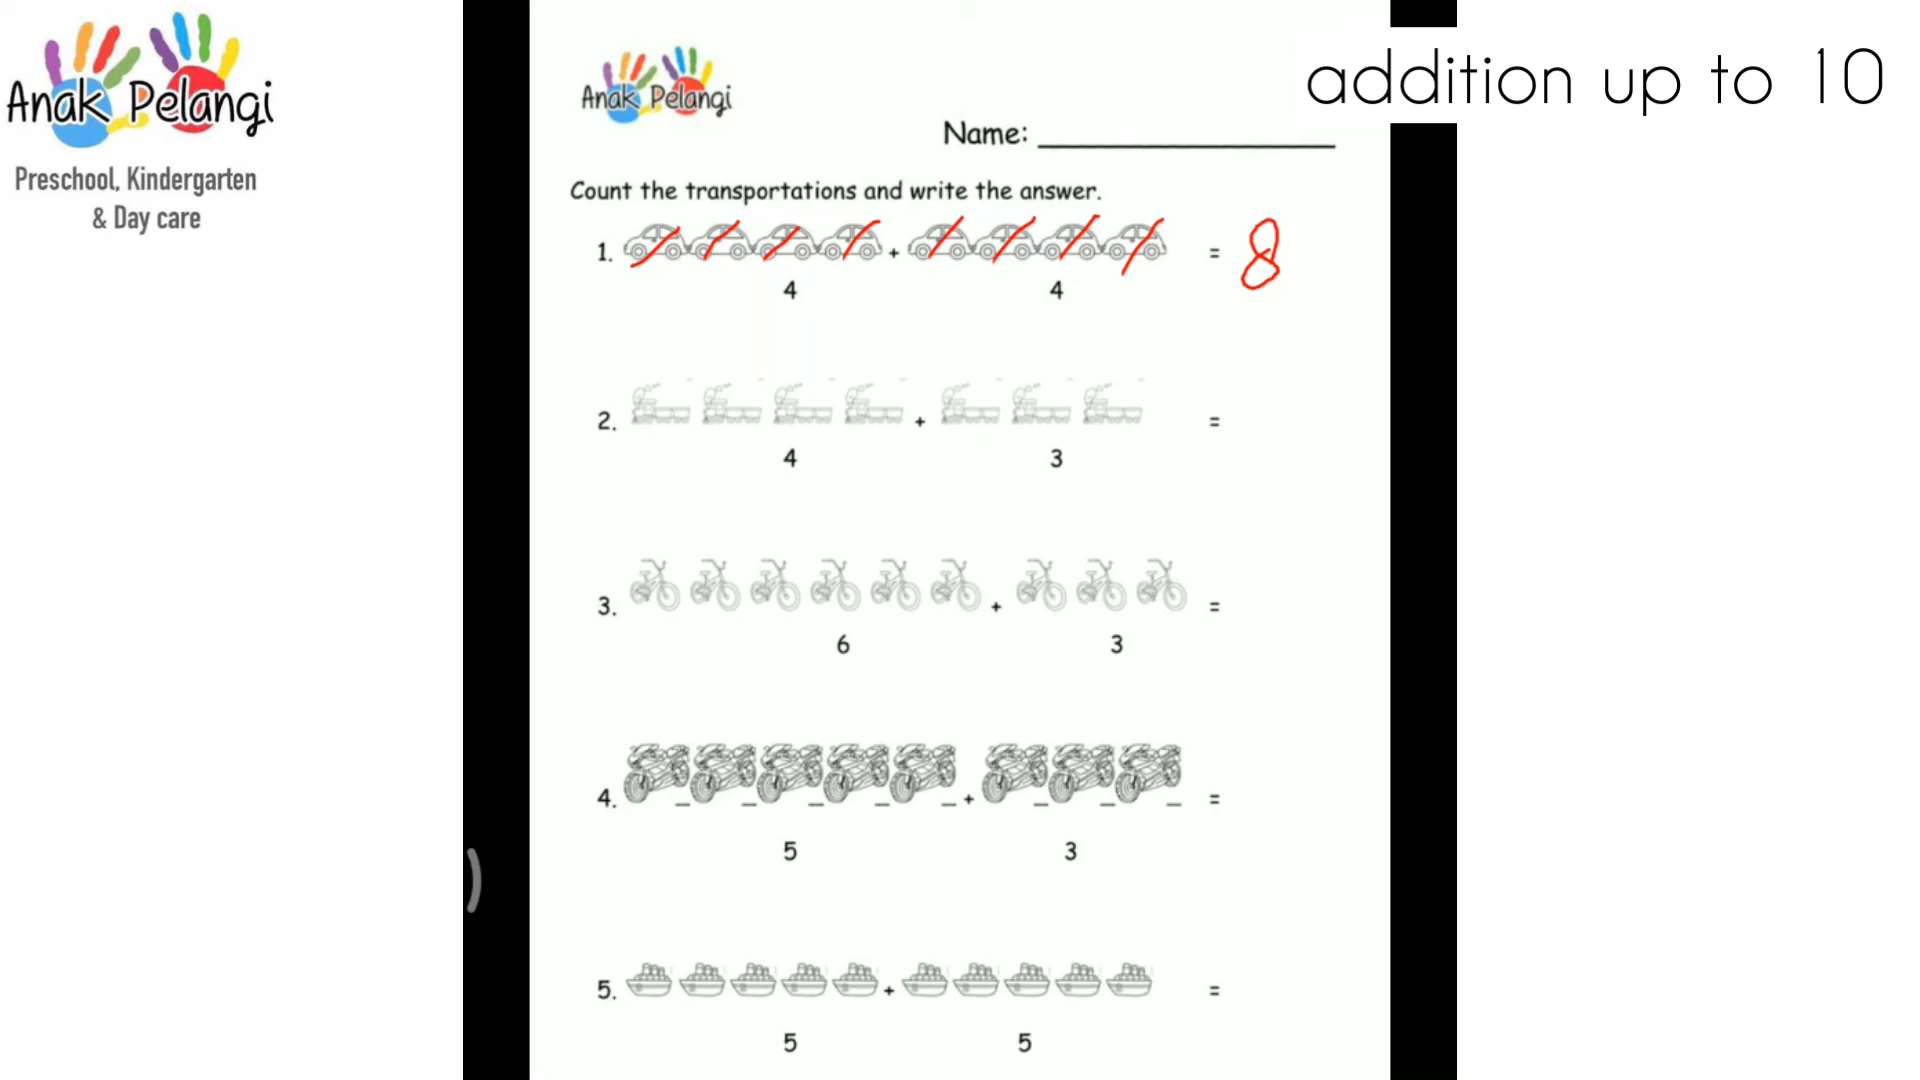 Anak Pelangi
Preschool, Kindergarten
& Day care
addition up to 10
Anak Pelangi
Name:
Count the transportations and write the answer.
1. + = 8
4 4
2. + =
4 3
3. + =
6 3
4. + =
5 3
5. + =
5 5